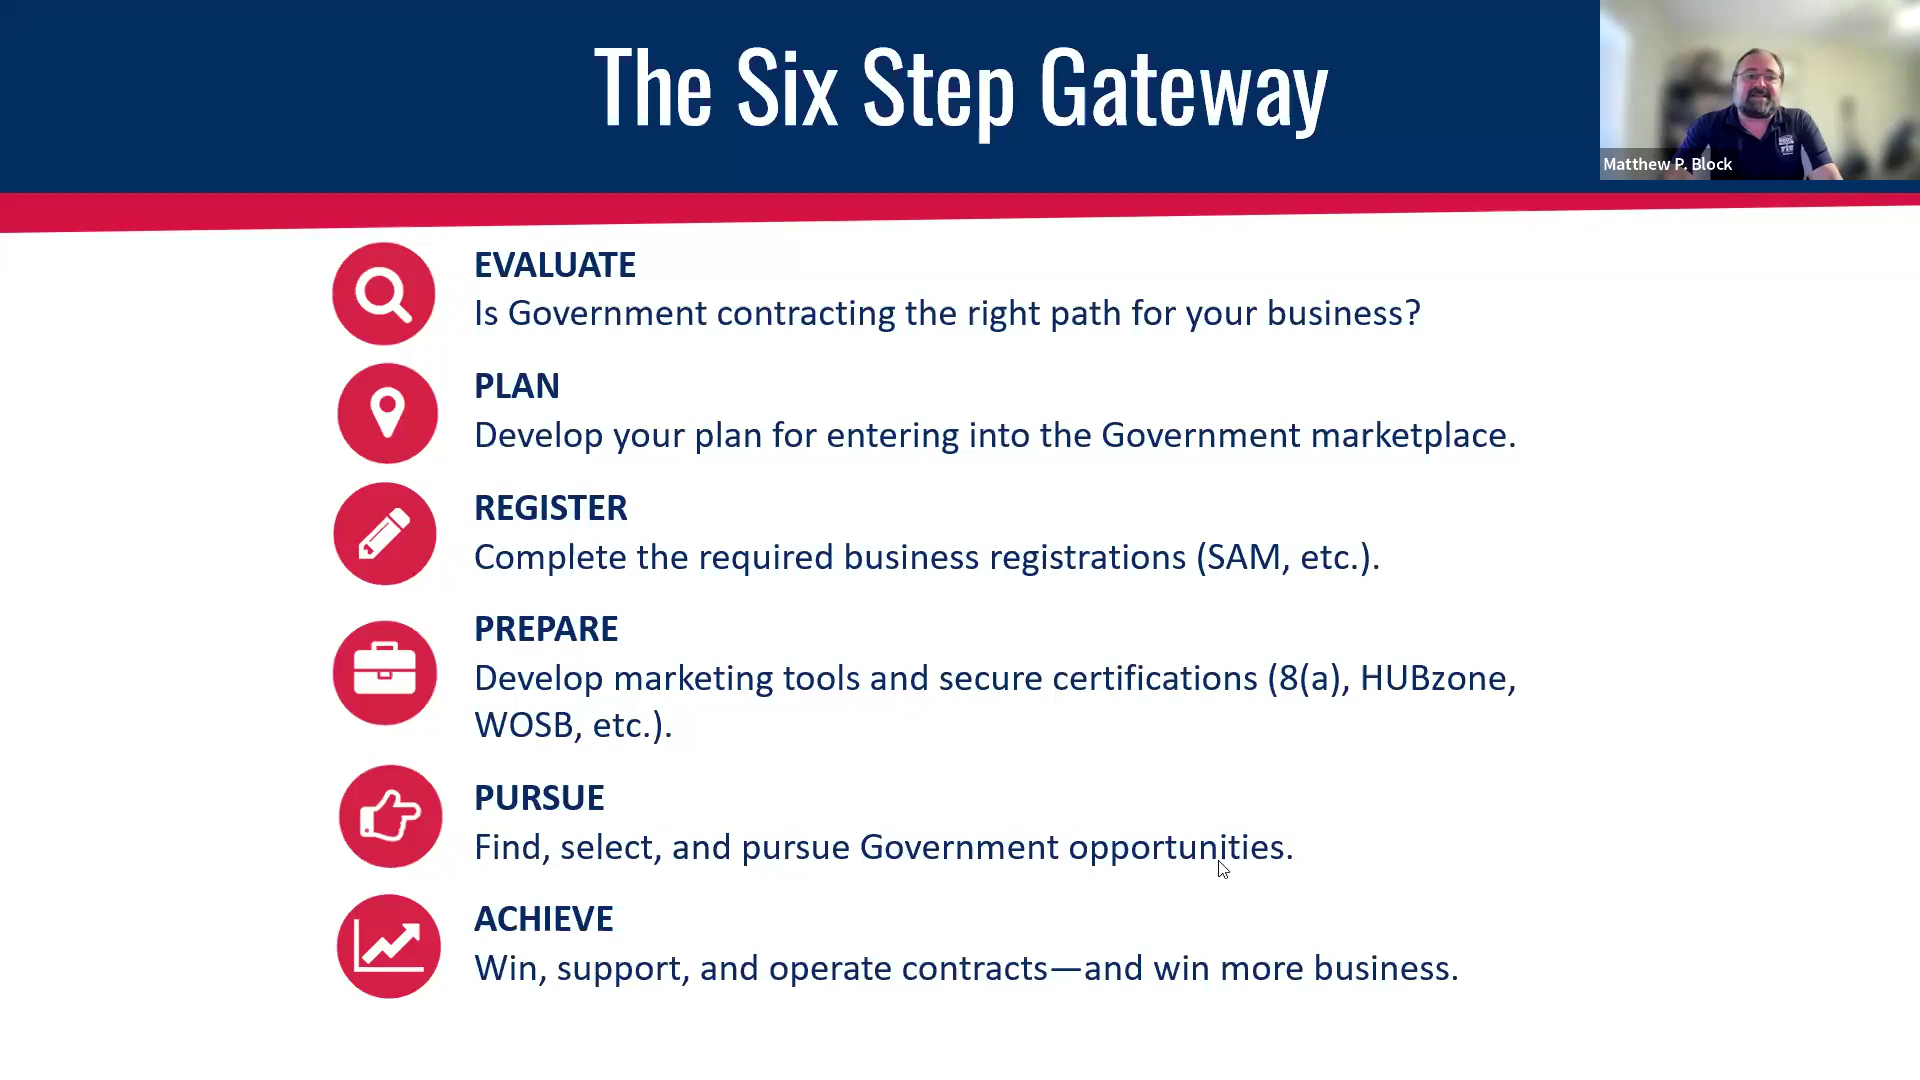 The Six Step Gateway
Matthew P. Block
EVALUATE
Is Government contracting the right path for your business?
PLAN
Develop your plan for entering into the Government marketplace.
REGISTER
Complete the required business registrations (SAM, etc.).
PREPARE
Develop marketing tools and secure certifications (8(a), HUBzone,
WOSB, etc.).
PURSUE
Find, select, and pursue Government opportunities.
ACHIEVE
Win, support, and operate contracts—and win more business.